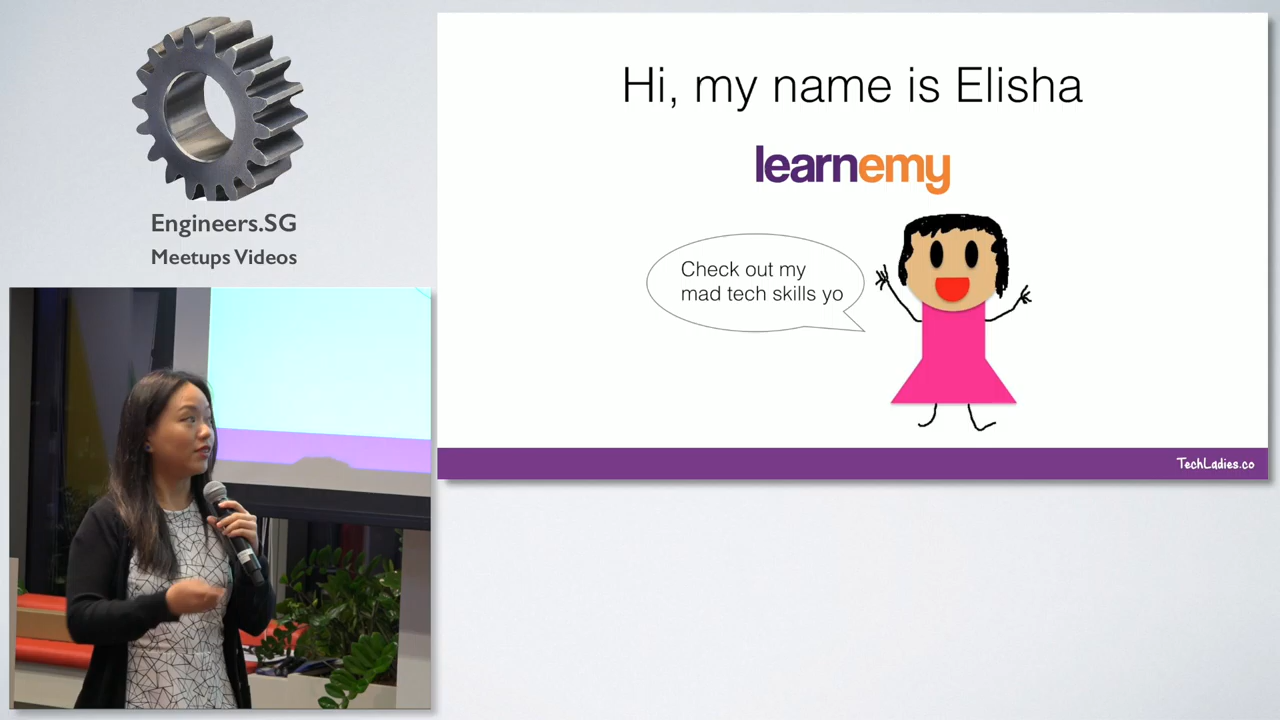 Engineers.SG
Meetups Videos
Hi, my name is Elisha
learnemy
Check out my
mad tech skills yo
TechLadies.co